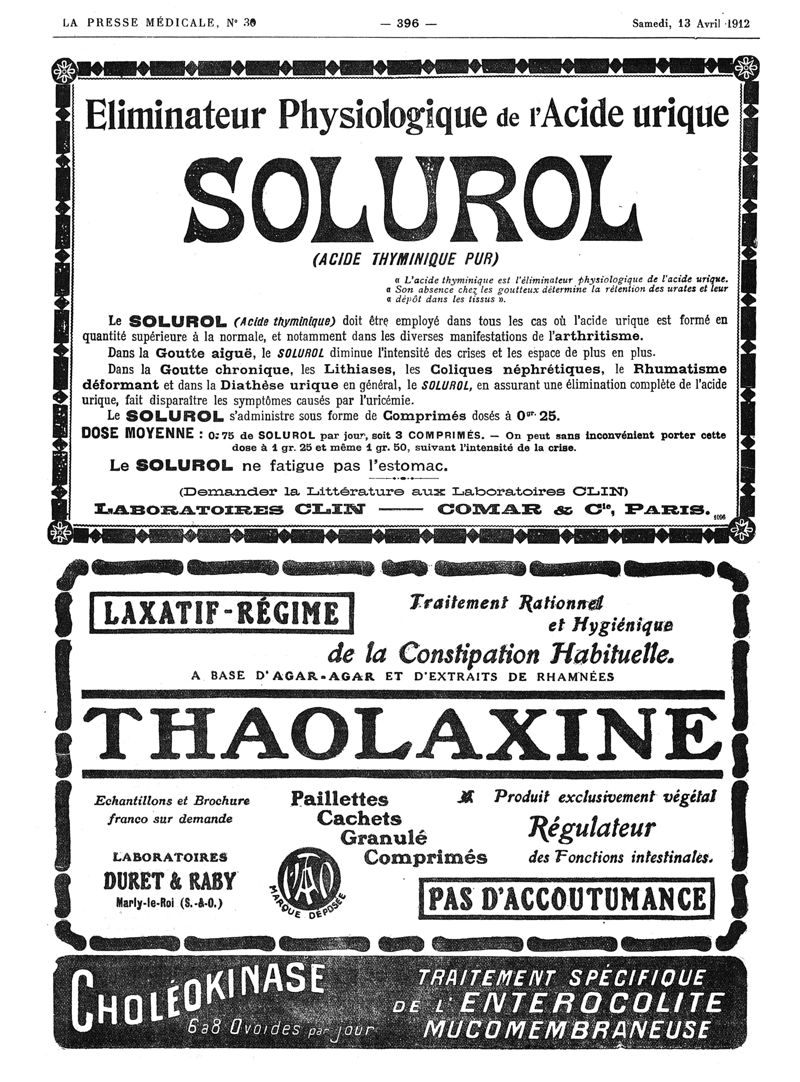 LA PRESSE MÉDICALE, N° 30
— 396 —
Samedi, 13 Avril 1912
Eliminateur Physiologique de l'Acide urique
SOLUROL
(ACIDE THYMINIQUE PUR)
« L'acide thyminique est l'éliminateur physiologique de l'acide urique.
« Son absence chez les goutteux détermine la rétention des urates et leur
« dépôt dans les tissus ».
Le SOLUROL (Acide thyminique) doit être employé dans tous les cas où l'acide urique est formé en
quantité supérieure à la normale, et notamment dans les diverses manifestations de l'arthritisme.
Dans la Goutte aiguë, le SOLUROL diminue l'intensité des crises et les espace de plus en plus.
Dans la Goutte chronique, les Lithiases, les Coliques néphrétiques, le Rhumatisme
déformant et dans la Diathèse urique en général, le SOLUROL, en assurant une élimination complète de l'acide
urique, fait disparaître les symptômes causés par l'uricémie.
Le SOLUROL s'administre sous forme de Comprimés dosés à 0gr. 25.
DOSE MOYENNE : 0gr 75 de SOLUROL par jour, soit 3 COMPRIMÉS. — On peut sans inconvénient porter cette
dose à 1 gr. 25 et même 1 gr. 50, suivant l'intensité de la crise.
Le SOLUROL ne fatigue pas l'estomac.
(Demander la Littérature aux Laboratoires CLIN)
LABORATOIRES CLIN — COMAR & Cie, PARIS.
1096
LAXATIF-RÉGIME
Traitement Rationnel
et Hygiénique
de la Constipation Habituelle.
A BASE D'AGAR-AGAR ET D'EXTRAITS DE RHAMNÉES
THAOLAXINE
Echantillons et Brochure
franco sur demande
LABORATOIRES
DURET & RABY
Marly-le-Roi (S.-&-O.)
Paillettes
Cachets
Granulé
Comprimés
MARQUE DÉPOSÉE
Produit exclusivement végétal
Régulateur
des Fonctions intestinales.
PAS D'ACCOUTUMANCE
CHOLÉOKINASE
6 à 8 Ovoïdes par jour
TRAITEMENT SPÉCIFIQUE
DE L'ENTEROCOLITE
MUCOMEMBRANEUSE